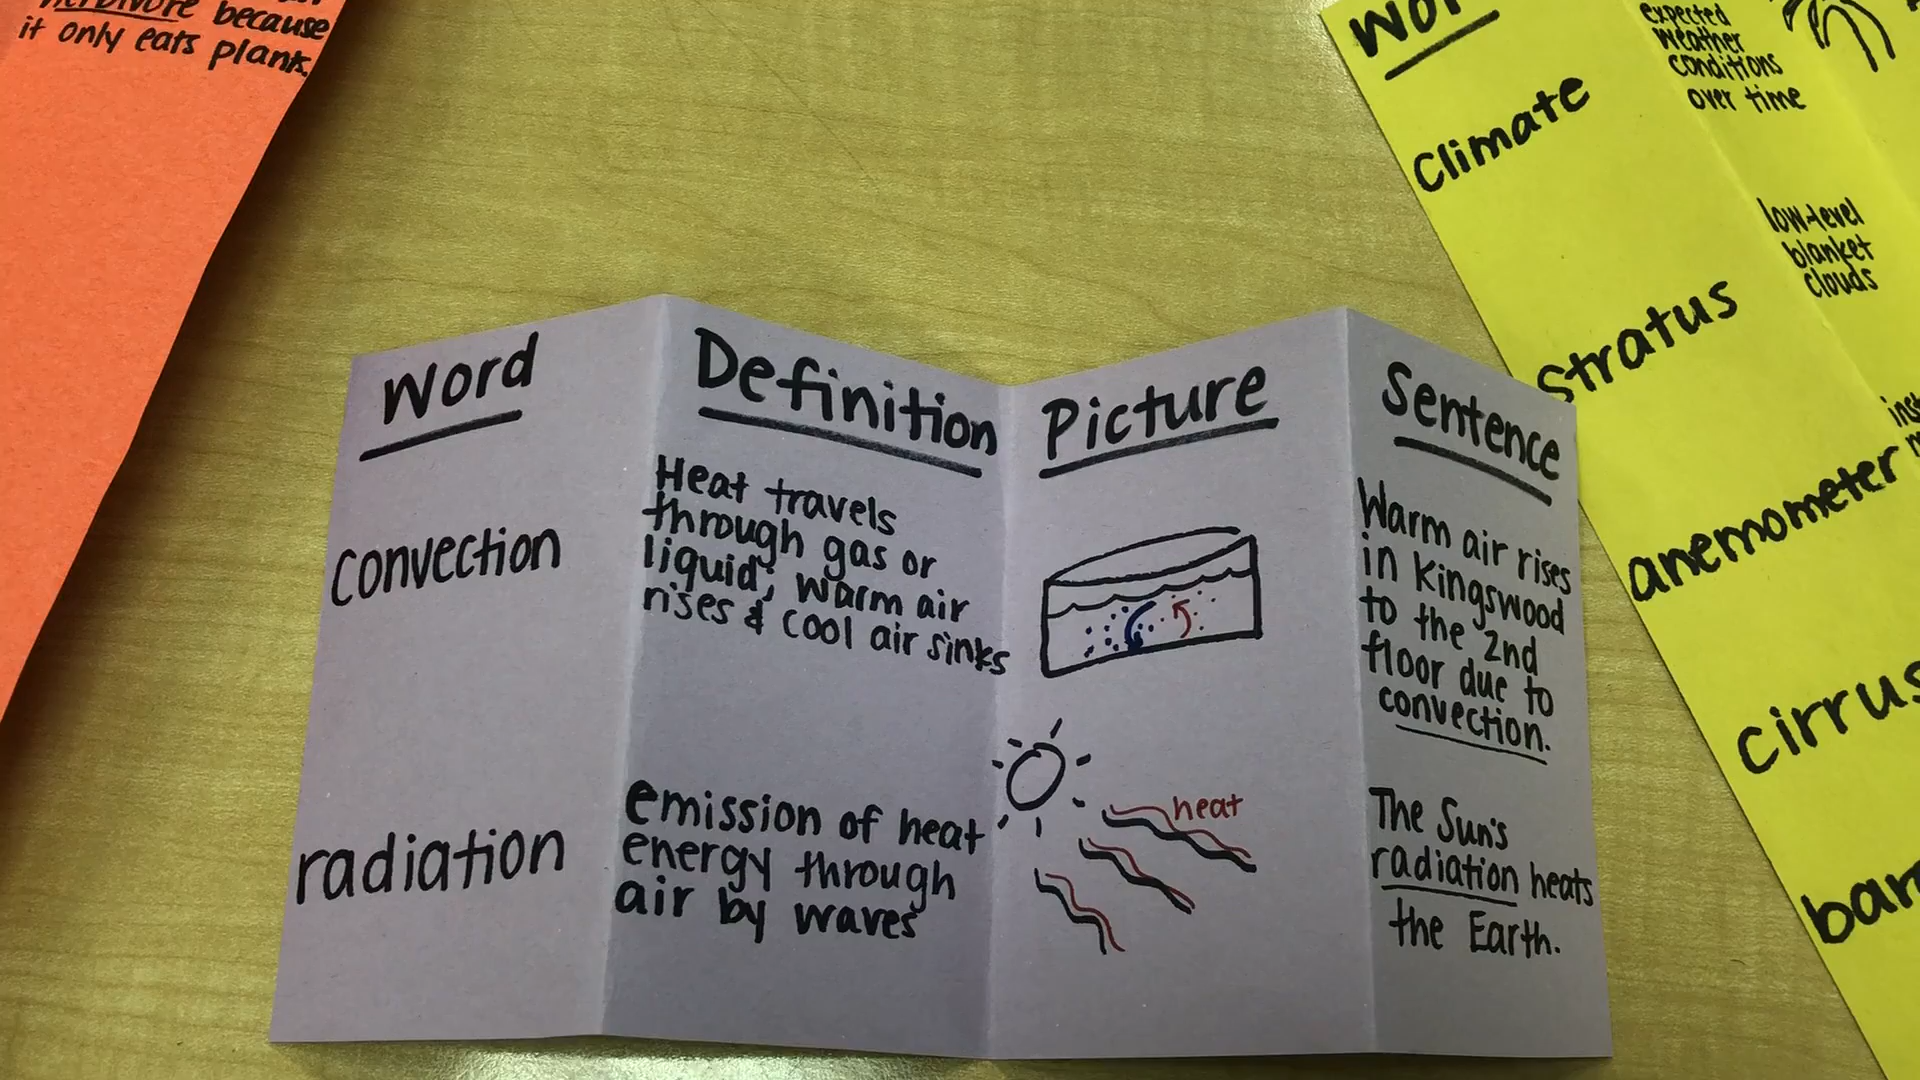 herbivore because
it only eats plants.
Word
Definition
Picture
Sentence
convection
Heat travels
through gas or
liquid; warm air
rises & cool air sinks
Warm air rises
in Kingswood
to the 2nd
floor due to
convection.
radiation
emission of heat
energy through
air by waves
heat
The Sun's
radiation heats
the Earth.
expected
weather
conditions
over time
Climate
low-level
blanket
clouds
Stratus
anemometer
cirrus